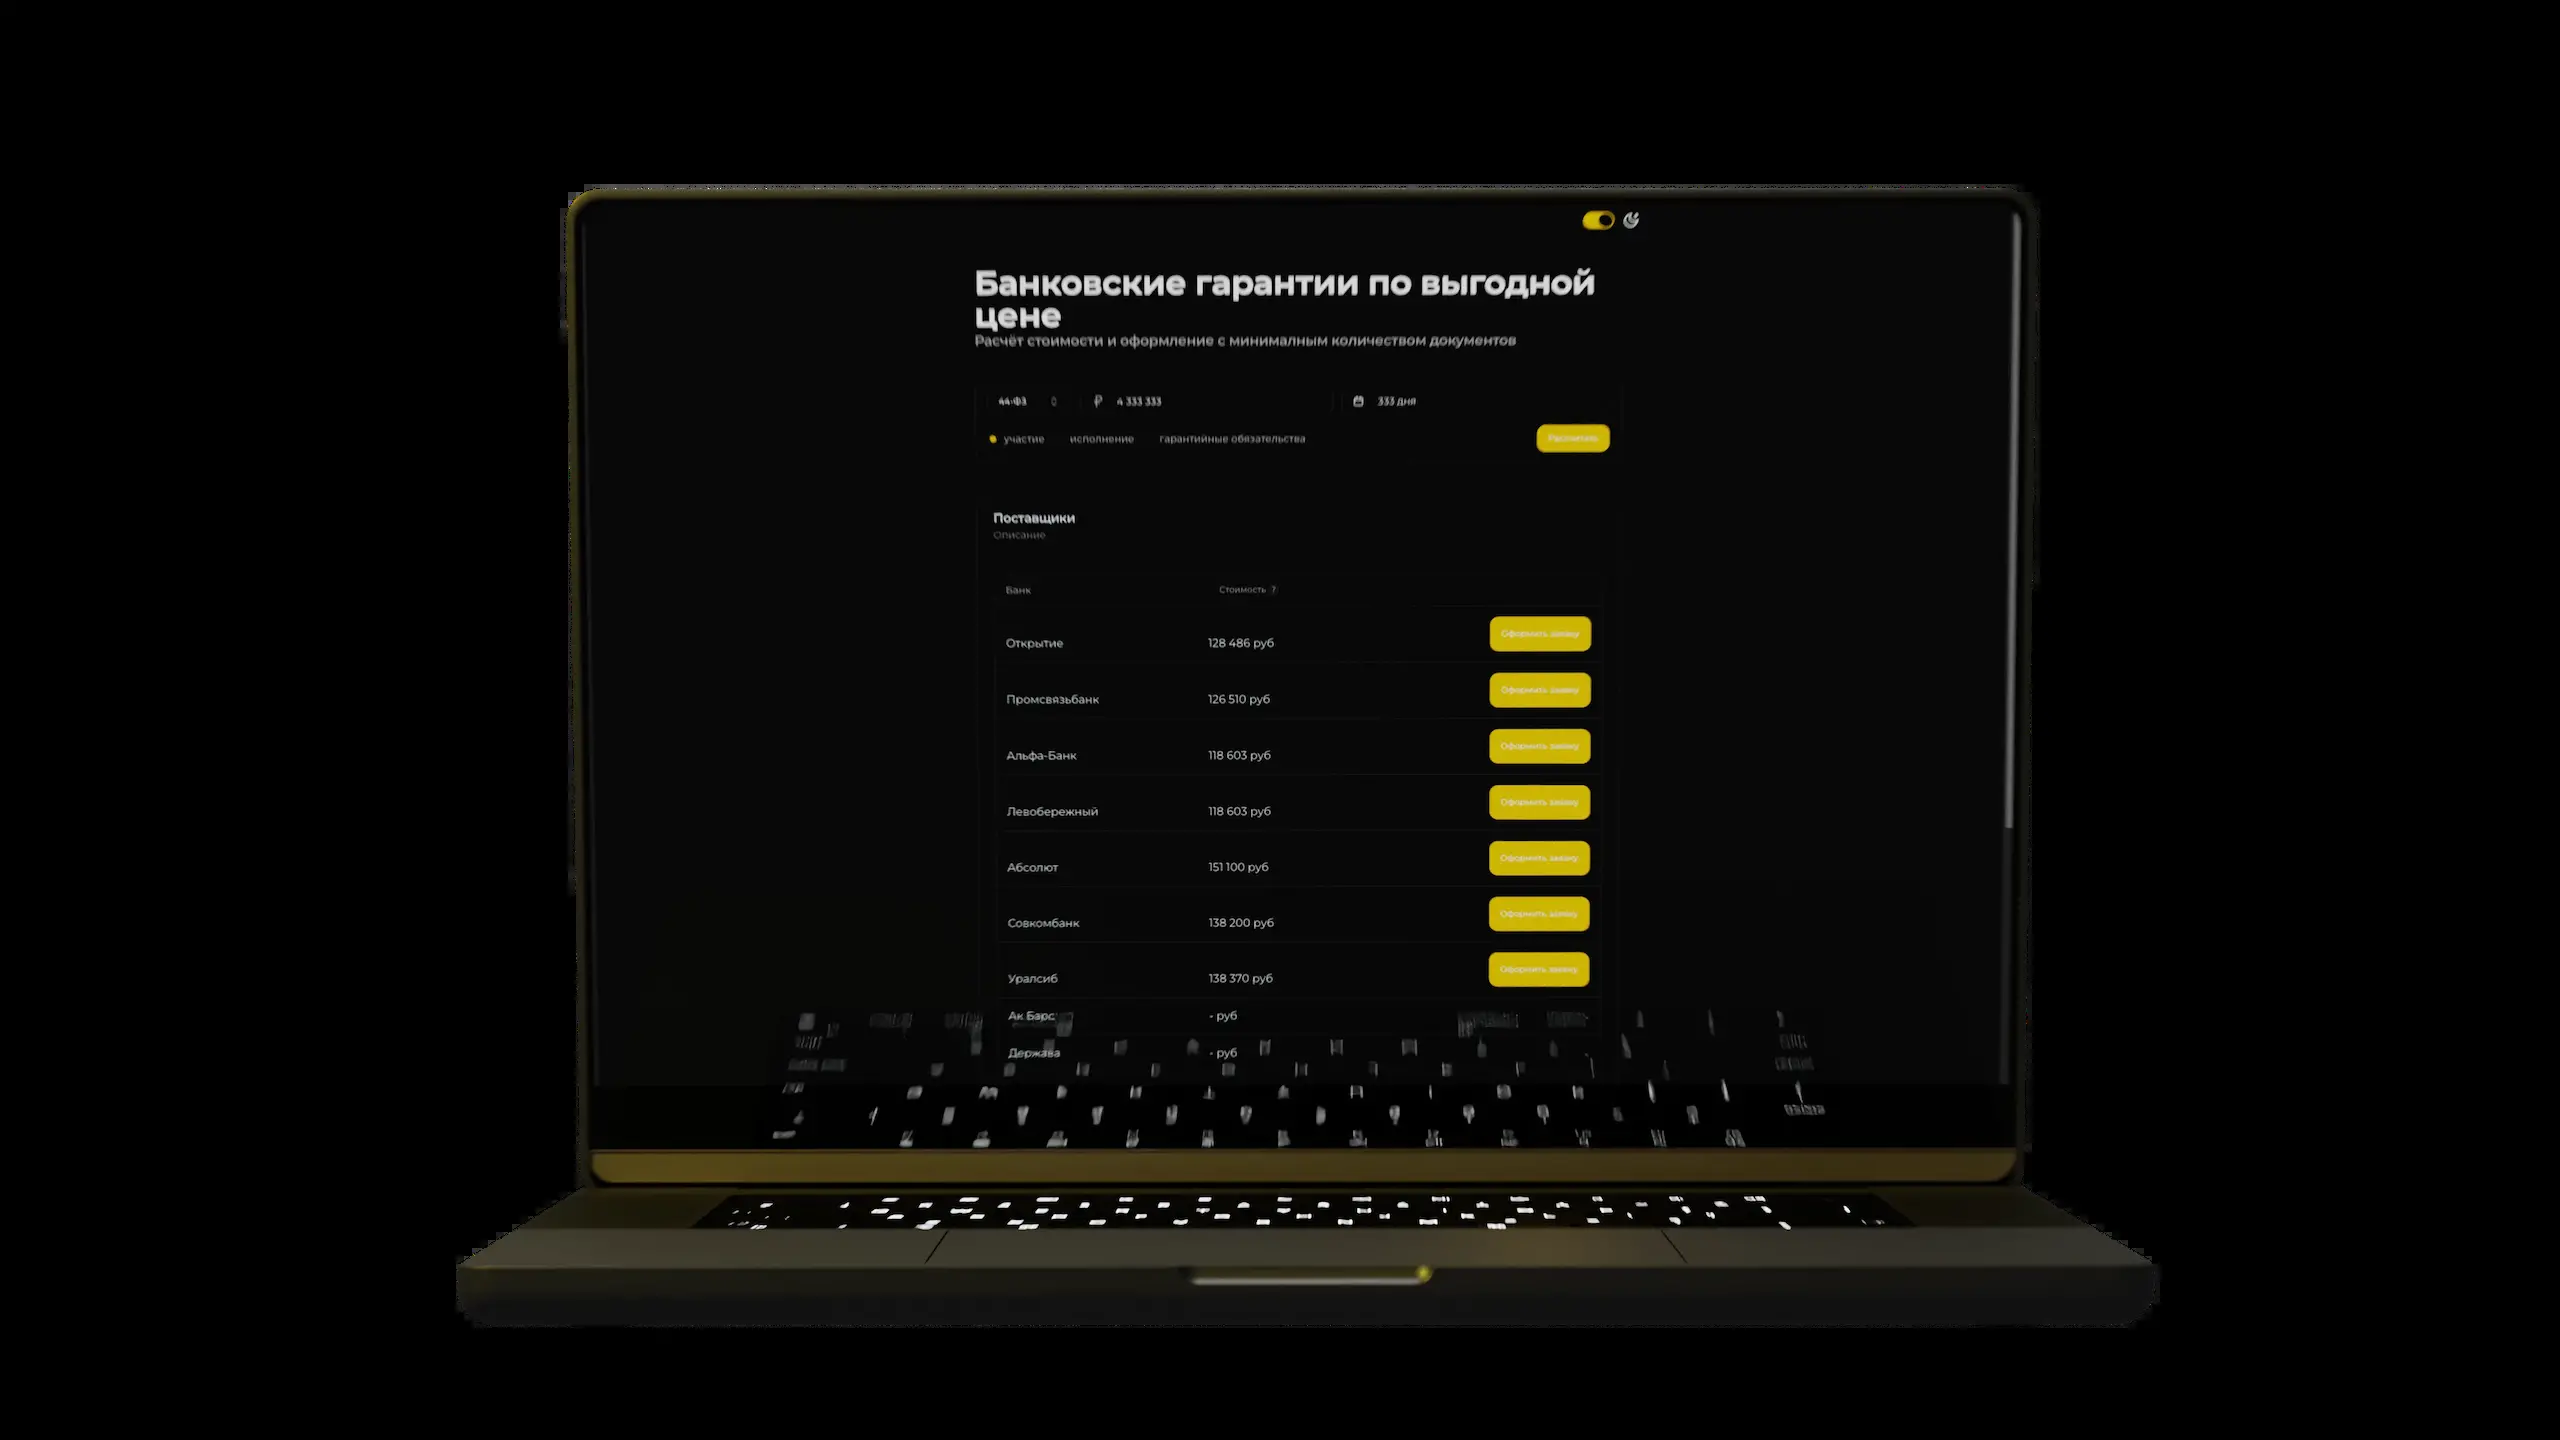 Банковские гарантии по выгодной
цене
Расчёт стоимости и оформление с минималным количеством документов
44-ФЗ ₽ 4 333 333 333 дня
участие исполнение гарантийные обязательства Рассчитать
Поставщики
Описание
Банк Стоимость ?
Открытие 128 486 руб Оформить заявку
Промсвязьбанк 126 510 руб Оформить заявку
Альфа-Банк 118 603 руб Оформить заявку
Левобережный 118 603 руб Оформить заявку
Абсолют 151 100 руб Оформить заявку
Совкомбанк 138 200 руб Оформить заявку
Уралсиб 138 370 руб Оформить заявку
Ак Барс - руб
Держава - руб